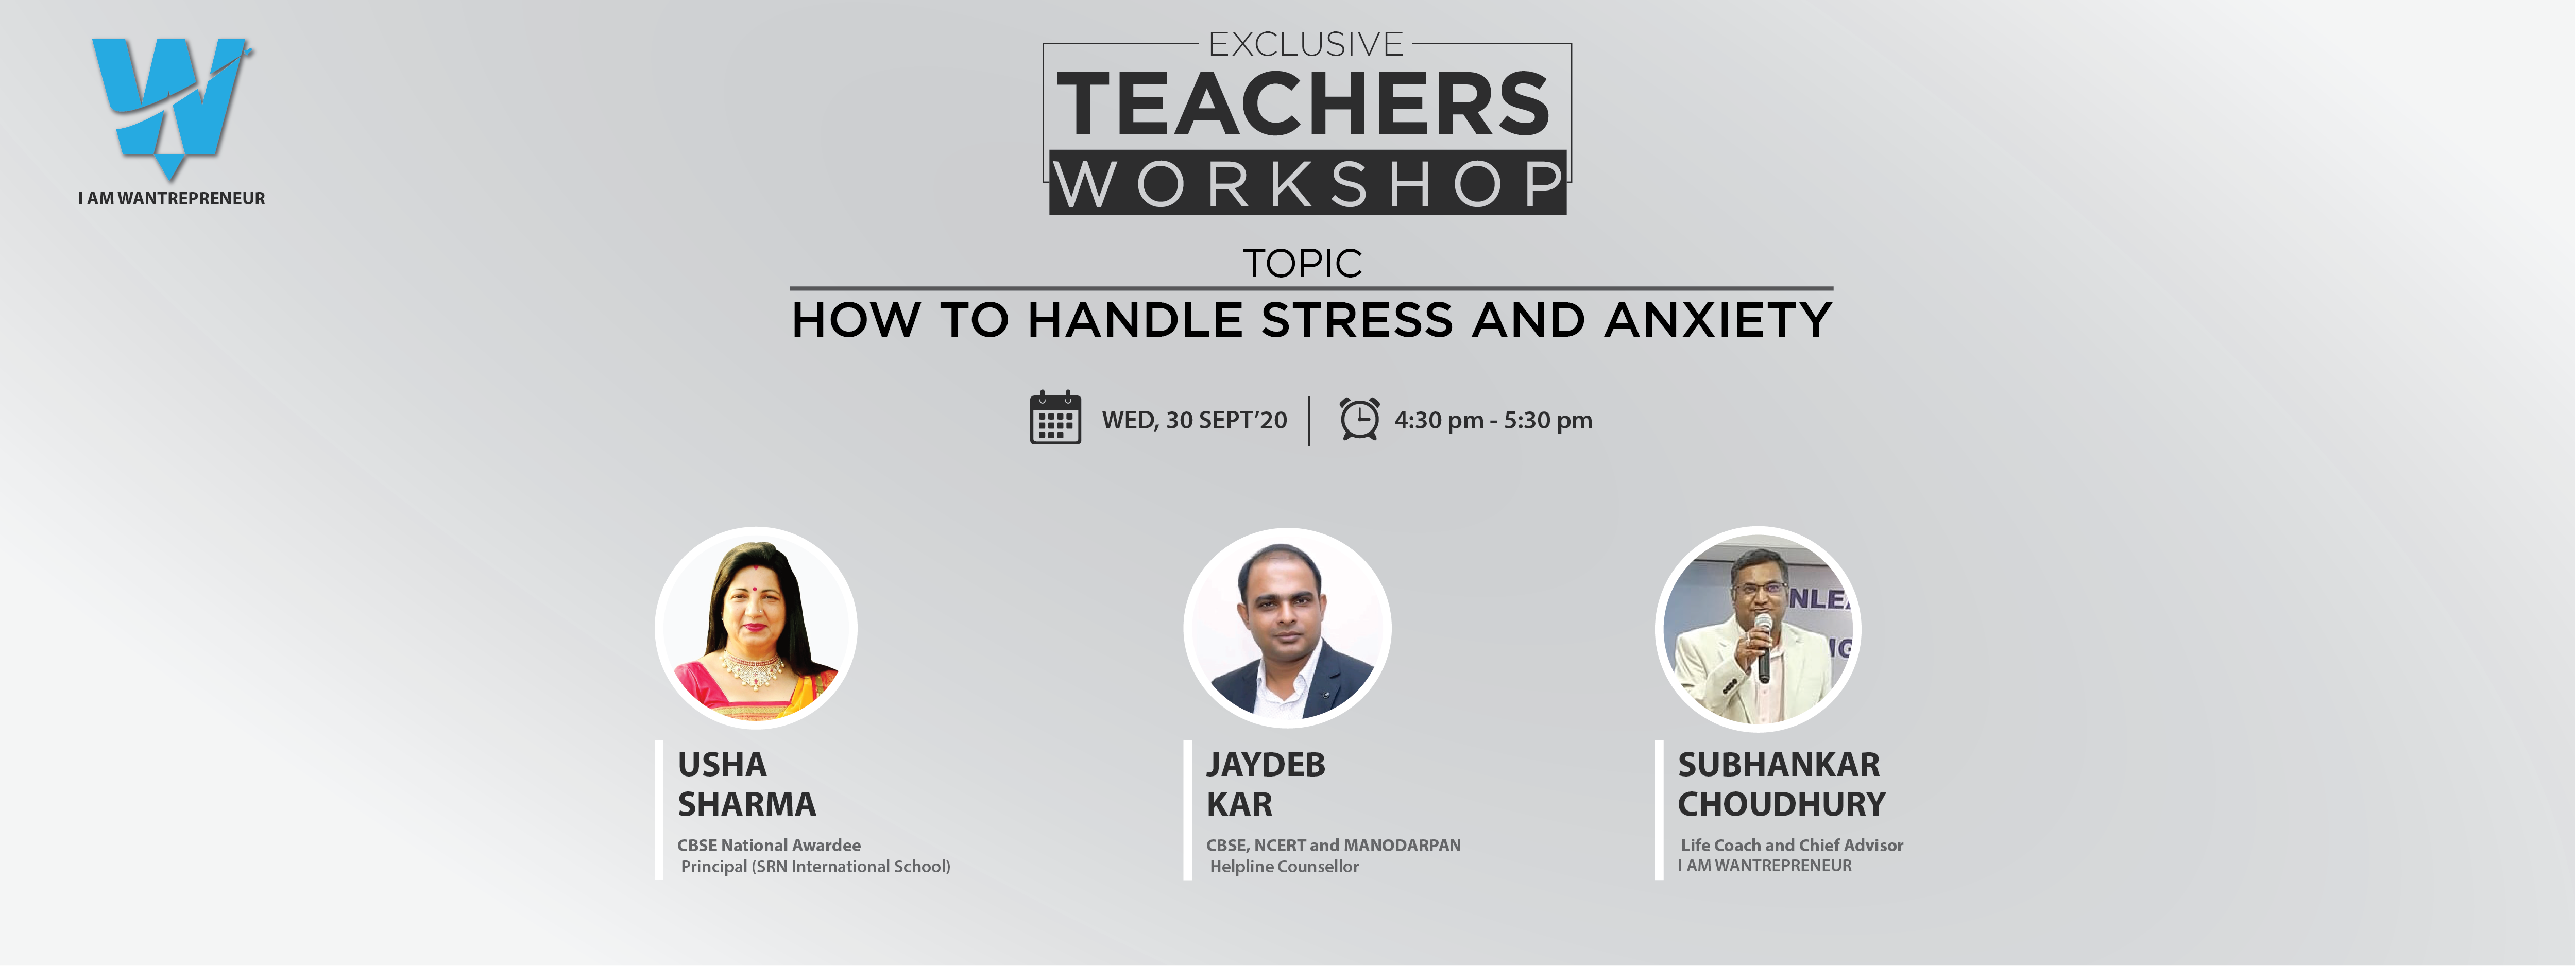 I AM WANTREPRENEUR
EXCLUSIVE
TEACHERS
WORKSHOP
TOPIC
HOW TO HANDLE STRESS AND ANXIETY
WED, 30 SEPT’20
4:30 pm - 5:30 pm
NLEA
USHA
SHARMA
CBSE National Awardee
Principal (SRN International School)
JAYDEB
KAR
CBSE, NCERT and MANODARPAN
Helpline Counsellor
SUBHANKAR
CHOUDHURY
Life Coach and Chief Advisor
I AM WANTREPRENEUR